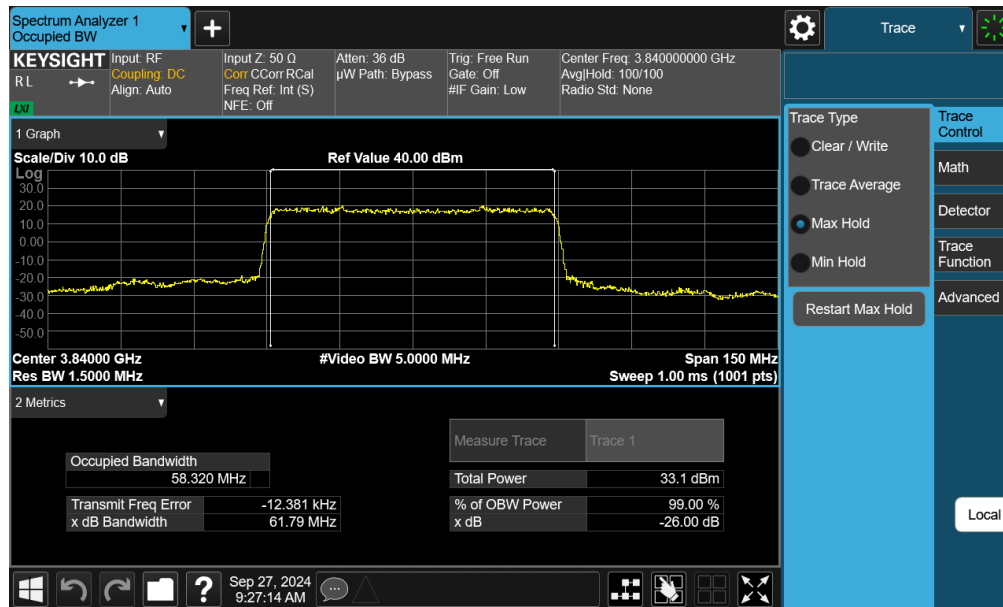 Spectrum Analyzer 1
Occupied BW
Trace
KEYSIGHT
RL
LXI
Input: RF
Coupling: DC
Align: Auto
Input Z: 50 Ω
Corr CCorr RCal
Freq Ref: Int (S)
NFE: Off
Atten: 36 dB
µW Path: Bypass
Trig: Free Run
Gate: Off
#IF Gain: Low
Center Freq: 3.840000000 GHz
Avg|Hold: 100/100
Radio Std: None
1 Graph
Scale/Div 10.0 dB
Ref Value 40.00 dBm
Log
30.0
20.0
10.0
0.00
-10.0
-20.0
-30.0
-40.0
-50.0
Center 3.84000 GHz
#Video BW 5.0000 MHz
Span 150 MHz
Res BW 1.5000 MHz
Sweep 1.00 ms (1001 pts)
2 Metrics
Measure Trace
Trace 1
Occupied Bandwidth
58.320 MHz
Total Power 33.1 dBm
Transmit Freq Error -12.381 kHz
% of OBW Power 99.00 %
x dB Bandwidth 61.79 MHz
x dB -26.00 dB
Trace Type
Clear / Write
Trace Average
Max Hold
Min Hold
Restart Max Hold
Trace
Control
Math
Detector
Trace
Function
Advanced
Local
?
Sep 27, 2024
9:27:14 AM